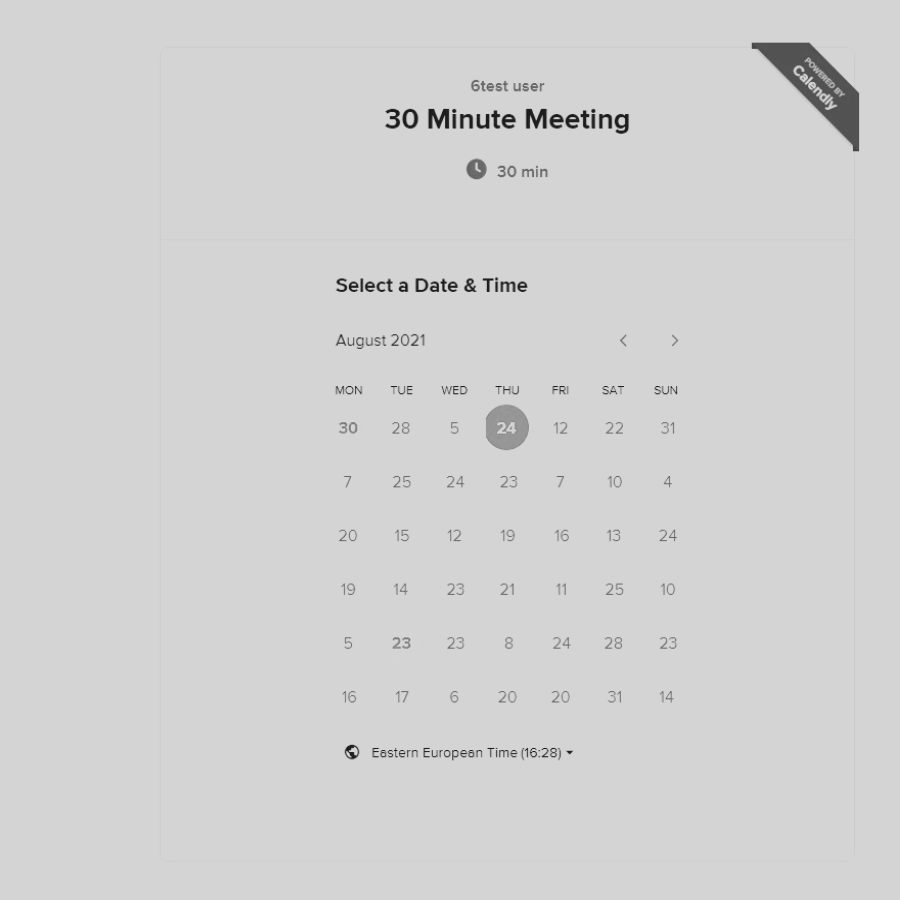 POWERED BY
Calendly
6test user
30 Minute Meeting
30 min
Select a Date & Time
August 2021
MON TUE WED THU FRI SAT SUN
30 28 5 24 12 22 31
7 25 24 23 7 10 4
20 15 12 19 16 13 24
19 14 23 21 11 25 10
5 23 23 8 24 28 23
16 17 6 20 20 31 14
Eastern European Time (16:28)